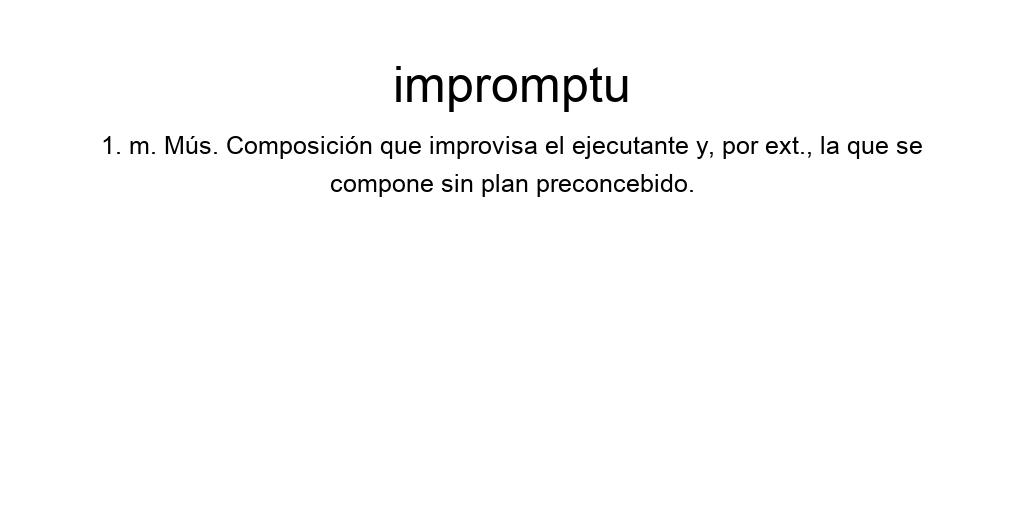 impromptu
1. m. Mús. Composición que improvisa el ejecutante y, por ext., la que se
compone sin plan preconcebido.